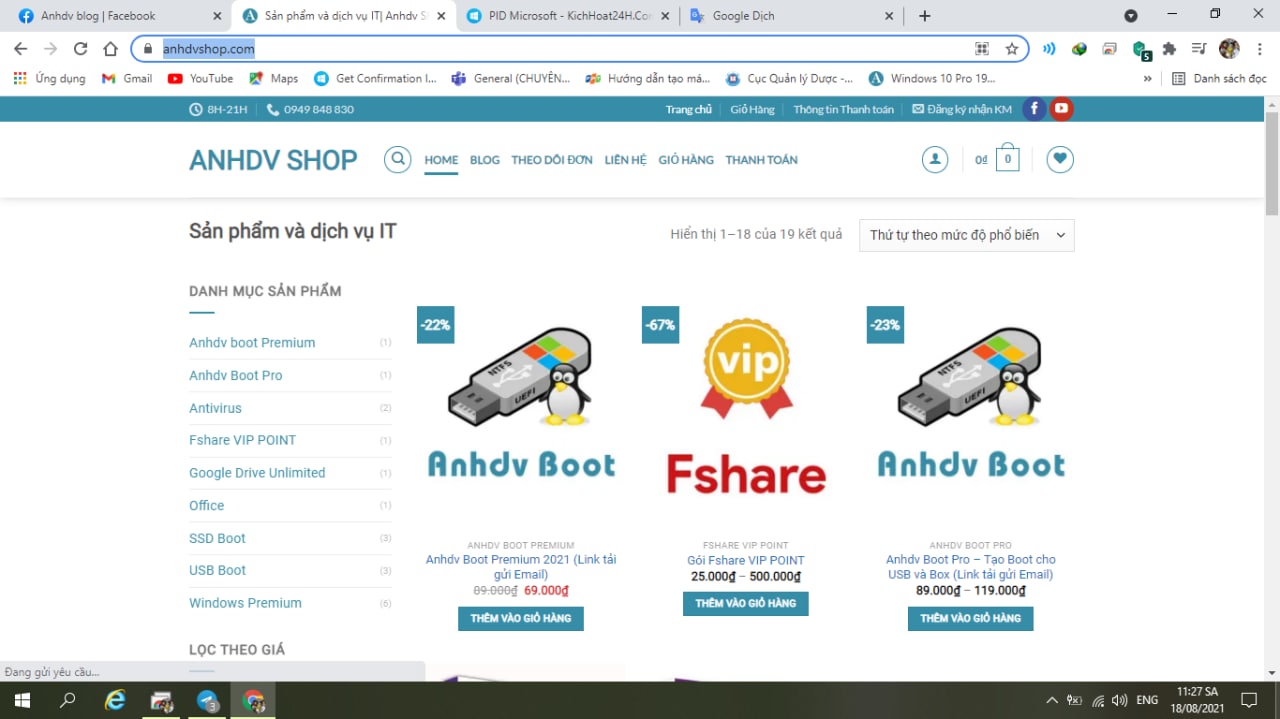 Anhdv blog | Facebook
Sản phẩm và dịch vụ IT| Anhdv S
PID Microsoft - KichHoat24H.Com
Google Dịch
anhdvshop.com
5
Ứng dụng
Gmail
YouTube
Maps
Get Confirmation I...
General (CHUYÊN...
Hướng dẫn tạo má...
Cục Quản lý Dược -...
Windows 10 Pro 19...
»
Danh sách đọc
8H-21H
0949 848 830
Trang chủ
Giỏ Hàng
Thông tin Thanh toán
Đăng ký nhận KM
ANHDV SHOP
HOME
BLOG
THEO DÕI ĐƠN
LIÊN HỆ
GIỎ HÀNG
THANH TOÁN
0₫
0
Sản phẩm và dịch vụ IT
Hiển thị 1–18 của 19 kết quả
Thứ tự theo mức độ phổ biến
DANH MỤC SẢN PHẨM
Anhdv boot Premium (1)
Anhdv Boot Pro (1)
Antivirus (2)
Fshare VIP POINT (1)
Google Drive Unlimited (1)
Office (1)
SSD Boot (3)
USB Boot (3)
Windows Premium (6)
LỌC THEO GIÁ
-22%
NTFS
UEFI
Anhdv Boot
ANHDV BOOT PREMIUM
Anhdv Boot Premium 2021 (Link tải
gửi Email)
89.000₫ 69.000₫
THÊM VÀO GIỎ HÀNG
-67%
vip
Fshare
FSHARE VIP POINT
Gói Fshare VIP POINT
25.000₫ – 500.000₫
THÊM VÀO GIỎ HÀNG
-23%
NTFS
UEFI
Anhdv Boot
ANHDV BOOT PRO
Anhdv Boot Pro – Tạo Boot cho
USB và Box (Link tải gửi Email)
89.000₫ – 119.000₫
THÊM VÀO GIỎ HÀNG
Đang gửi yêu cầu...
3
ENG
11:27 SA
18/08/2021